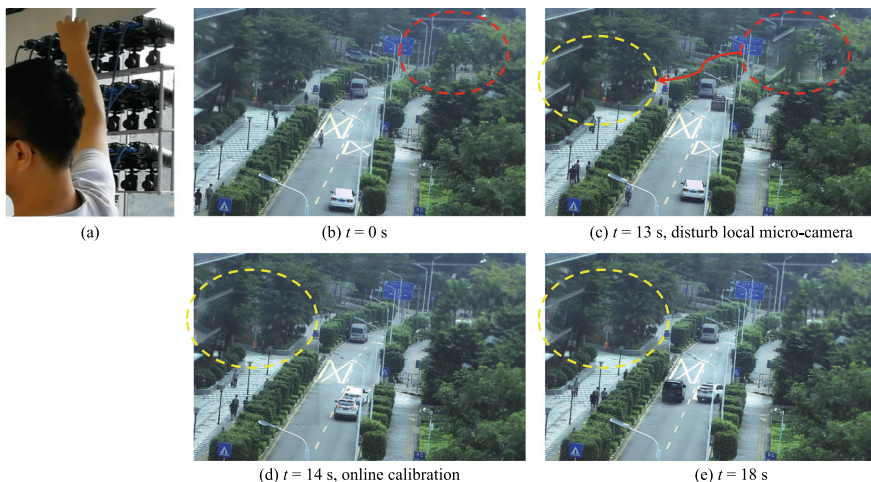 (a)
(b) t = 0 s
(c) t = 13 s, disturb local micro-camera
(d) t = 14 s, online calibration
(e) t = 18 s